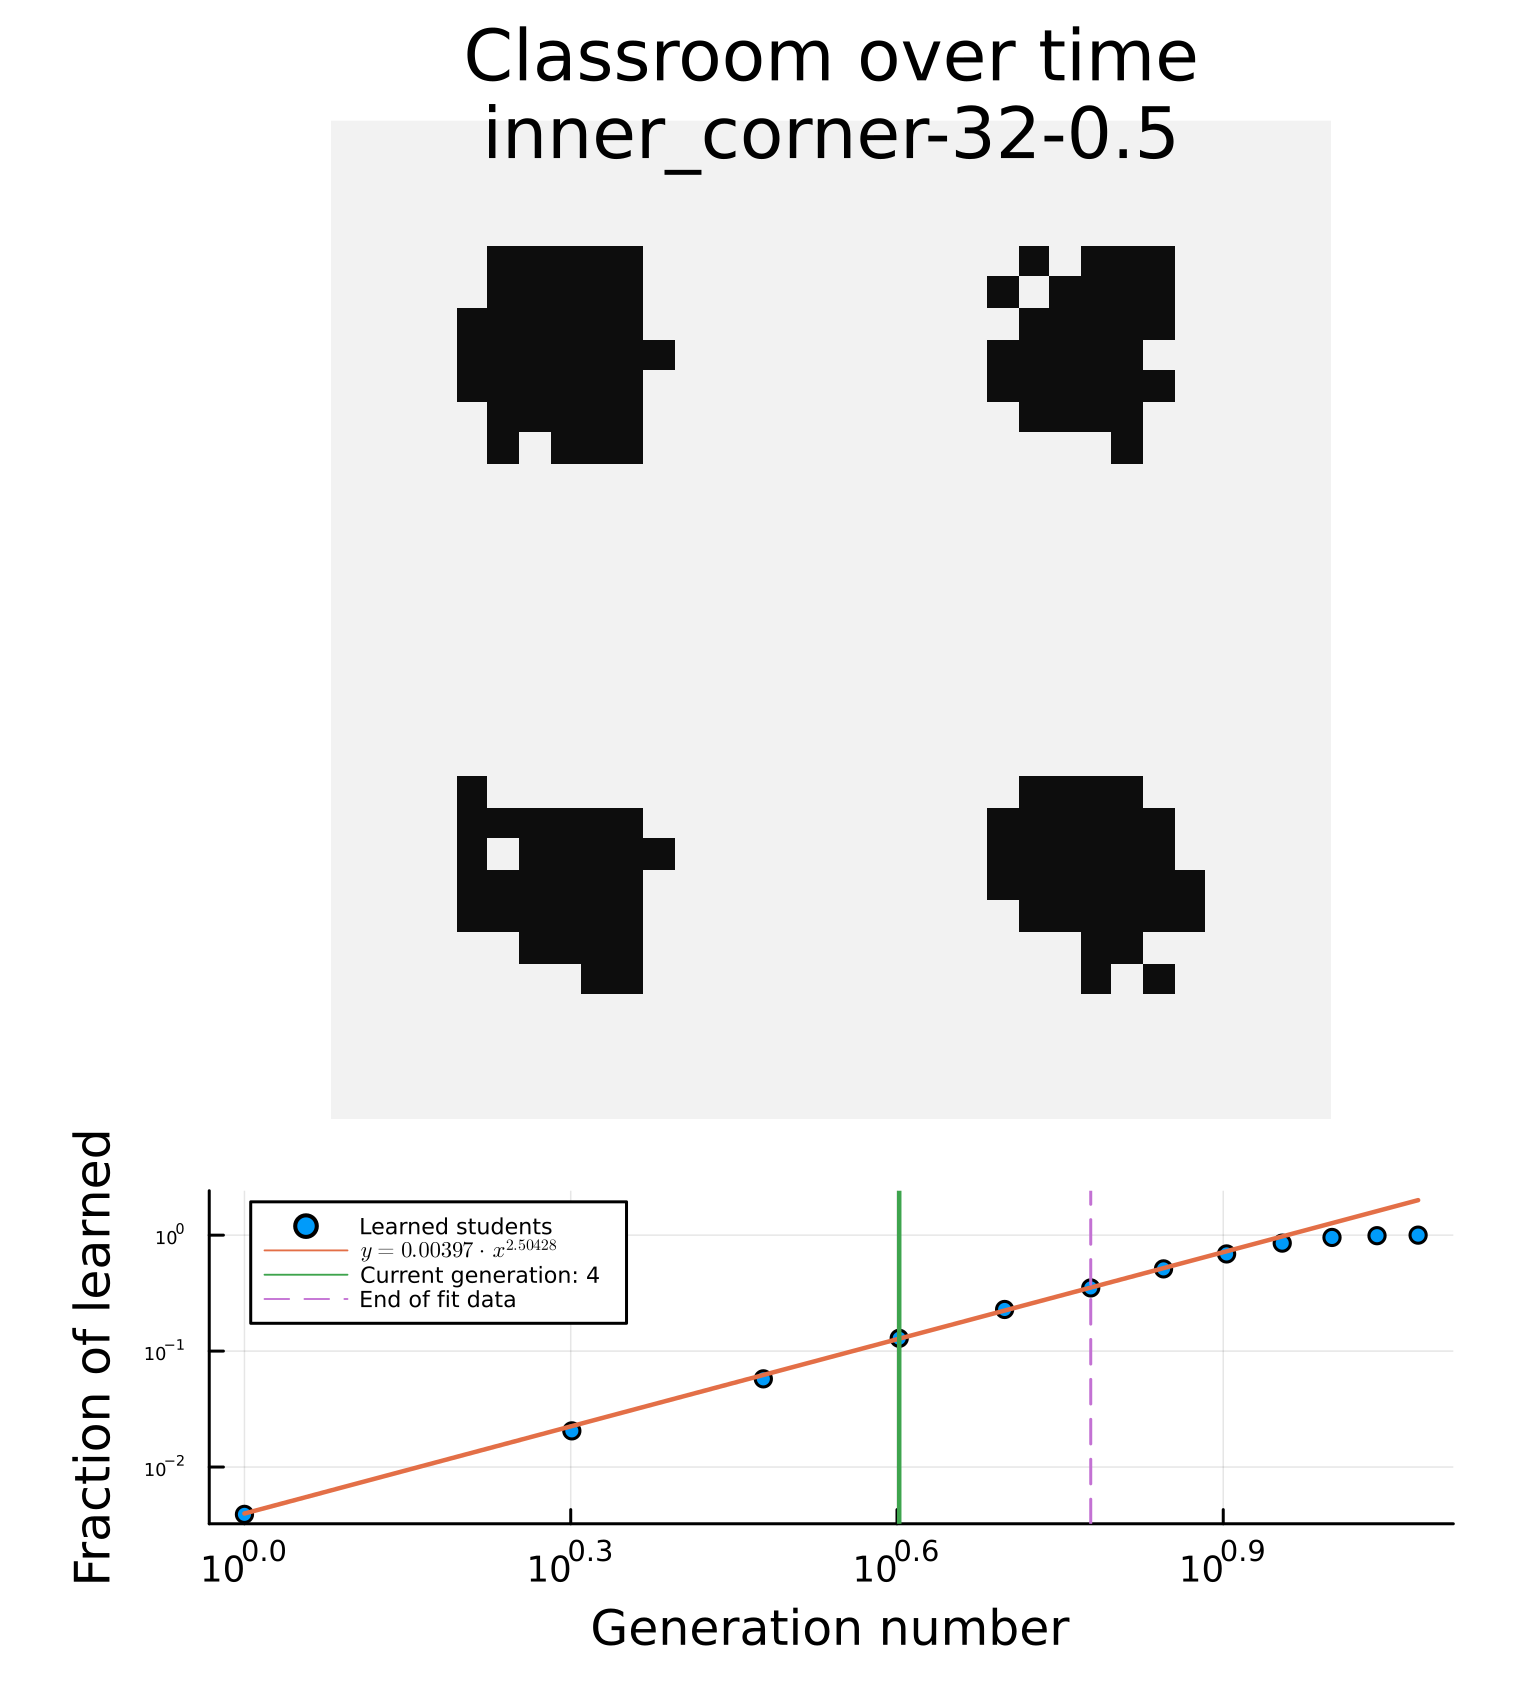 Classroom over time
inner_corner-32-0.5
Fraction of learned
10⁰
10⁻¹
10⁻²
Learned students
y = 0.00397 · x^2.50428
Current generation: 4
End of fit data
10^0.0 10^0.3 10^0.6 10^0.9
Generation number